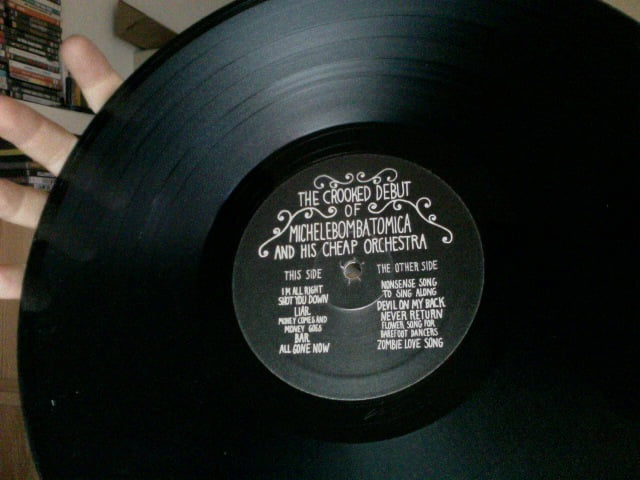 THE CROOKED DEBUT
OF
MICHELEBOMBATOMICA
AND HIS CHEAP ORCHESTRA
THIS SIDE
I'M ALL RIGHT
SHOT YOU DOWN
LIAR
MONEY COMES AND
MONEY GOES
BAR
ALL GONE NOW
THE OTHER SIDE
NONSENSE SONG
TO SING ALONG
DEVIL ON MY BACK
NEVER RETURN
FLOWER SONG FOR
BAREFOOT DANCERS
ZOMBIE LOVE SONG